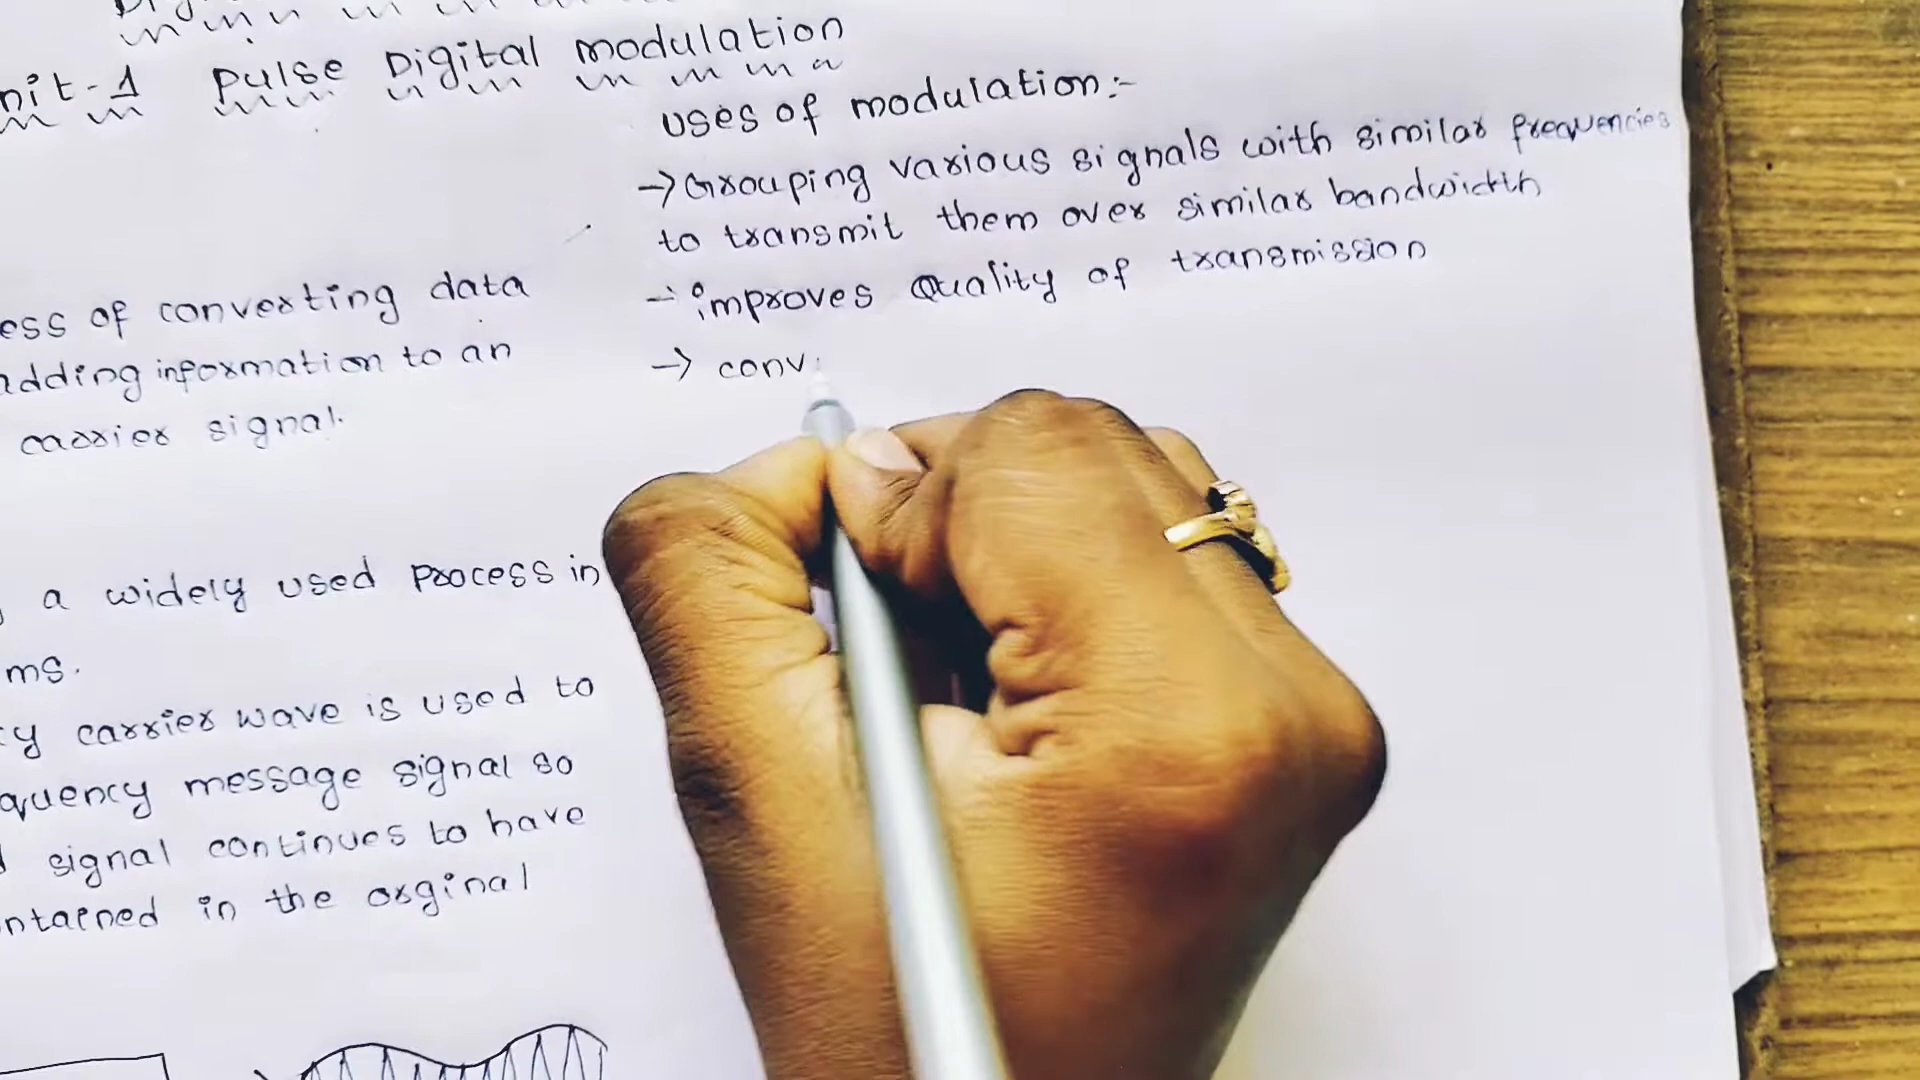 nit-1 Pulse Digital modulation
uses of modulation:-
→ Grouping various signals with similar frequencies
to transmit them over similar bandwidth
- improves Quality of transmission
→ conv
ess of converting data
adding information to an
carrier signal.
a widely used process in
ms.
cy carrier wave is used to
quency message signal so
signal continues to have
ntained in the orginal